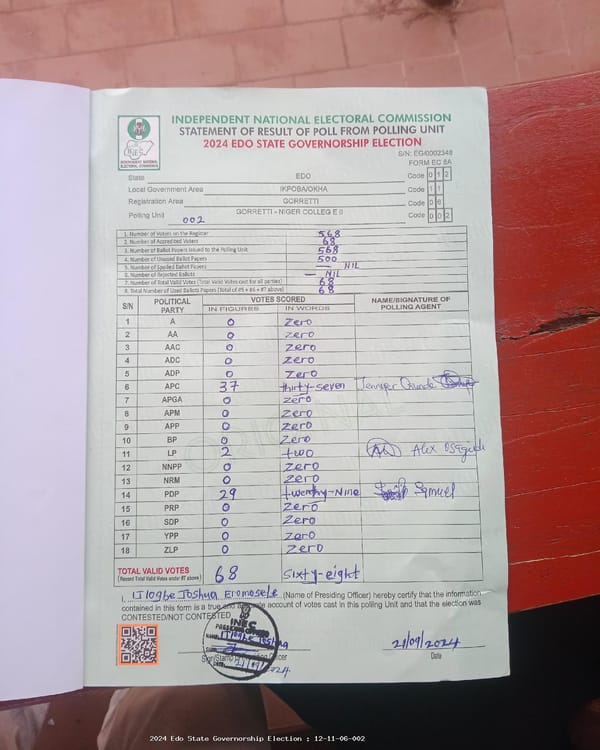 INDEPENDENT NATIONAL ELECTORAL COMMISSION
STATEMENT OF RESULT OF POLL FROM POLLING UNIT
2024 EDO STATE GOVERNORSHIP ELECTION
S/N: EG/0002348
FORM EC 8A
INEC
INDEPENDENT NATIONAL ELECTORAL COMMISSION
State EDO Code 0 1 2
Local Government Area IKPOBA/OKHA Code 1 1
Registration Area GORRETTI Code 0 6
Polling Unit 002 GORRETTI - NIGER COLLEGE II Code 0 0 2
1. Number of Voters on the Register 568
2. Number of Accredited Voters 68
3. Number of Ballot Papers Issued to the Polling Unit 568
4. Number of Unused Ballot Papers 500
5. Number of Spoiled Ballot Papers — NIL
6. Number of Rejected Ballots — NIL
7. Number of Total Valid Votes (Total Valid Votes cast for all parties) 68
8. Total Number of Used Ballots Papers (Total of #5 + #6 + #7 above) 68
S/N POLITICAL PARTY VOTES SCORED NAME/SIGNATURE OF POLLING AGENT
IN FIGURES IN WORDS
1 A 0 Zero
2 AA 0 Zero
3 AAC 0 Zero
4 ADC 0 Zero
5 ADP 0 Zero
6 APC 37 thirty-seven Jennifer
7 APGA 0 Zero
8 APM 0 Zero
9 APP 0 Zero
10 BP 0 Zero
11 LP 2 two Alex Osagiede
12 NNPP 0 Zero
13 NRM 0 Zero
14 PDP 29 twenty-Nine Samuel
15 PRP 0 Zero
16 SDP 0 Zero
17 YPP 0 Zero
18 ZLP 0 Zero
TOTAL VALID VOTES 68 Sixty-eight
(Record Total Valid Votes under #7 above)
I, Joshua Eromosele (Name of Presiding Officer) hereby certify that the information
contained in this form is a true and account of votes cast in this polling Unit and that the election was
CONTESTED/NOT CONTESTED
INEC
21/09/2024
Sign/Stamp Officer
Date
2024 Edo State Governorship Election : 12-11-06-002